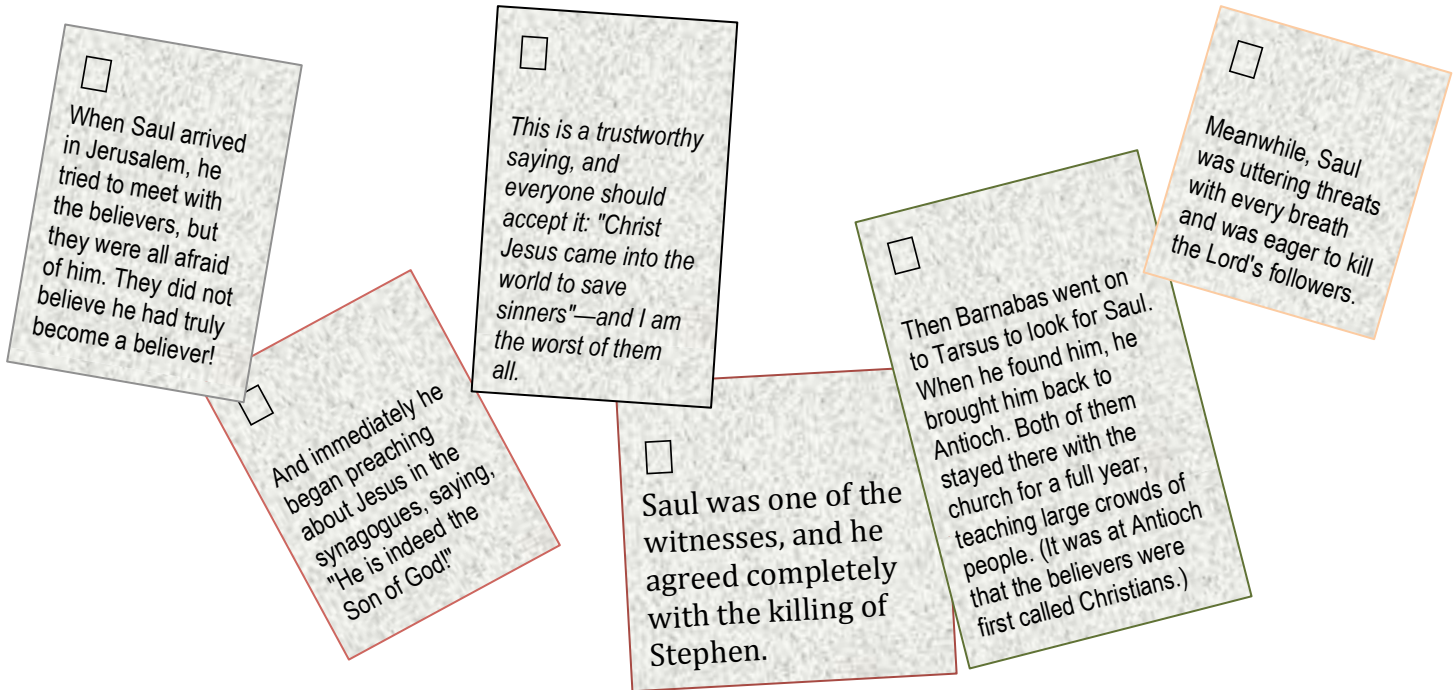 When Saul arrived
in Jerusalem, he
tried to meet with
the believers, but
they were all afraid
of him. They did not
believe he had truly
become a believer!
And immediately he
began preaching
about Jesus in the
synagogues, saying,
"He is indeed the
Son of God!"
This is a trustworthy
saying, and
everyone should
accept it: "Christ
Jesus came into the
world to save
sinners"—and I am
the worst of them
all.
Saul was one of the
witnesses, and he
agreed completely
with the killing of
Stephen.
Then Barnabas went on
to Tarsus to look for Saul.
When he found him, he
brought him back to
Antioch. Both of them
stayed there with the
church for a full year,
teaching large crowds of
people. (It was at Antioch
that the believers were
first called Christians.)
Meanwhile, Saul
was uttering threats
with every breath
and was eager to kill
the Lord's followers.